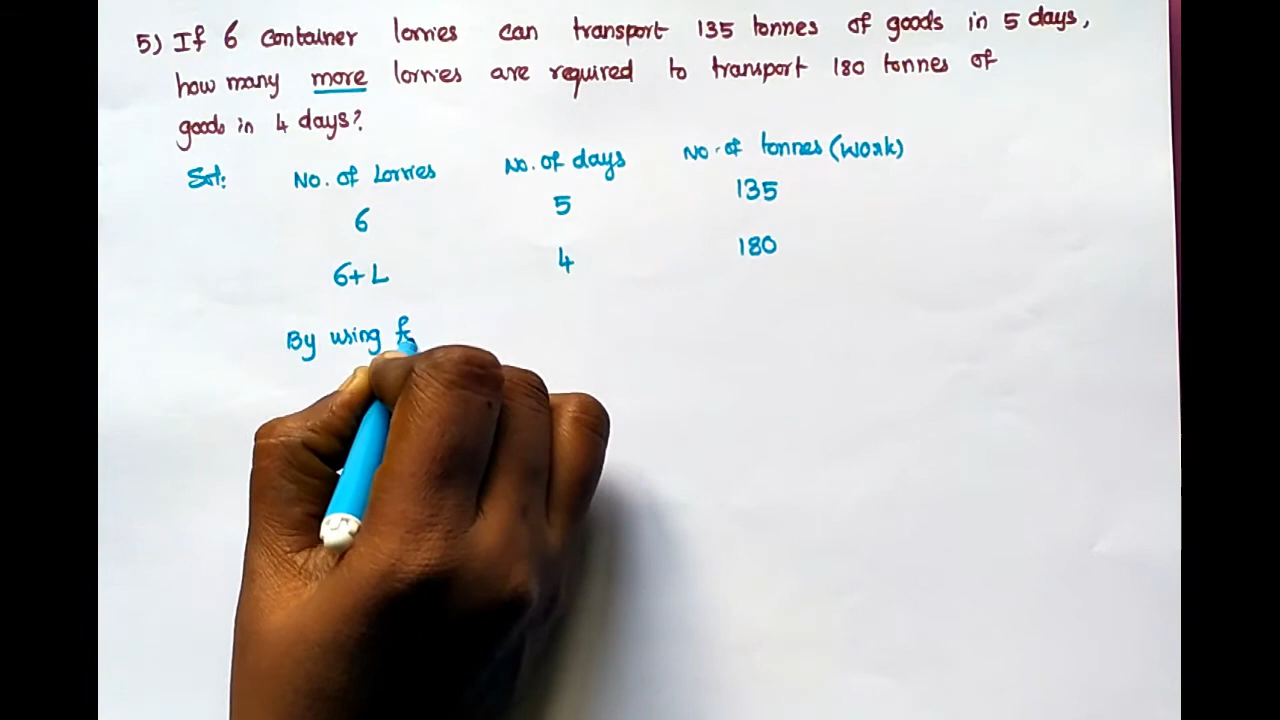 5) If 6 container lorries can transport 135 tonnes of goods in 5 days,
how many more lorries are required to transport 180 tonnes of
goods in 4 days?
Sol: No. of Lorries No. of days No. of tonnes (Work)
6 5 135
6+L 4 180
By using